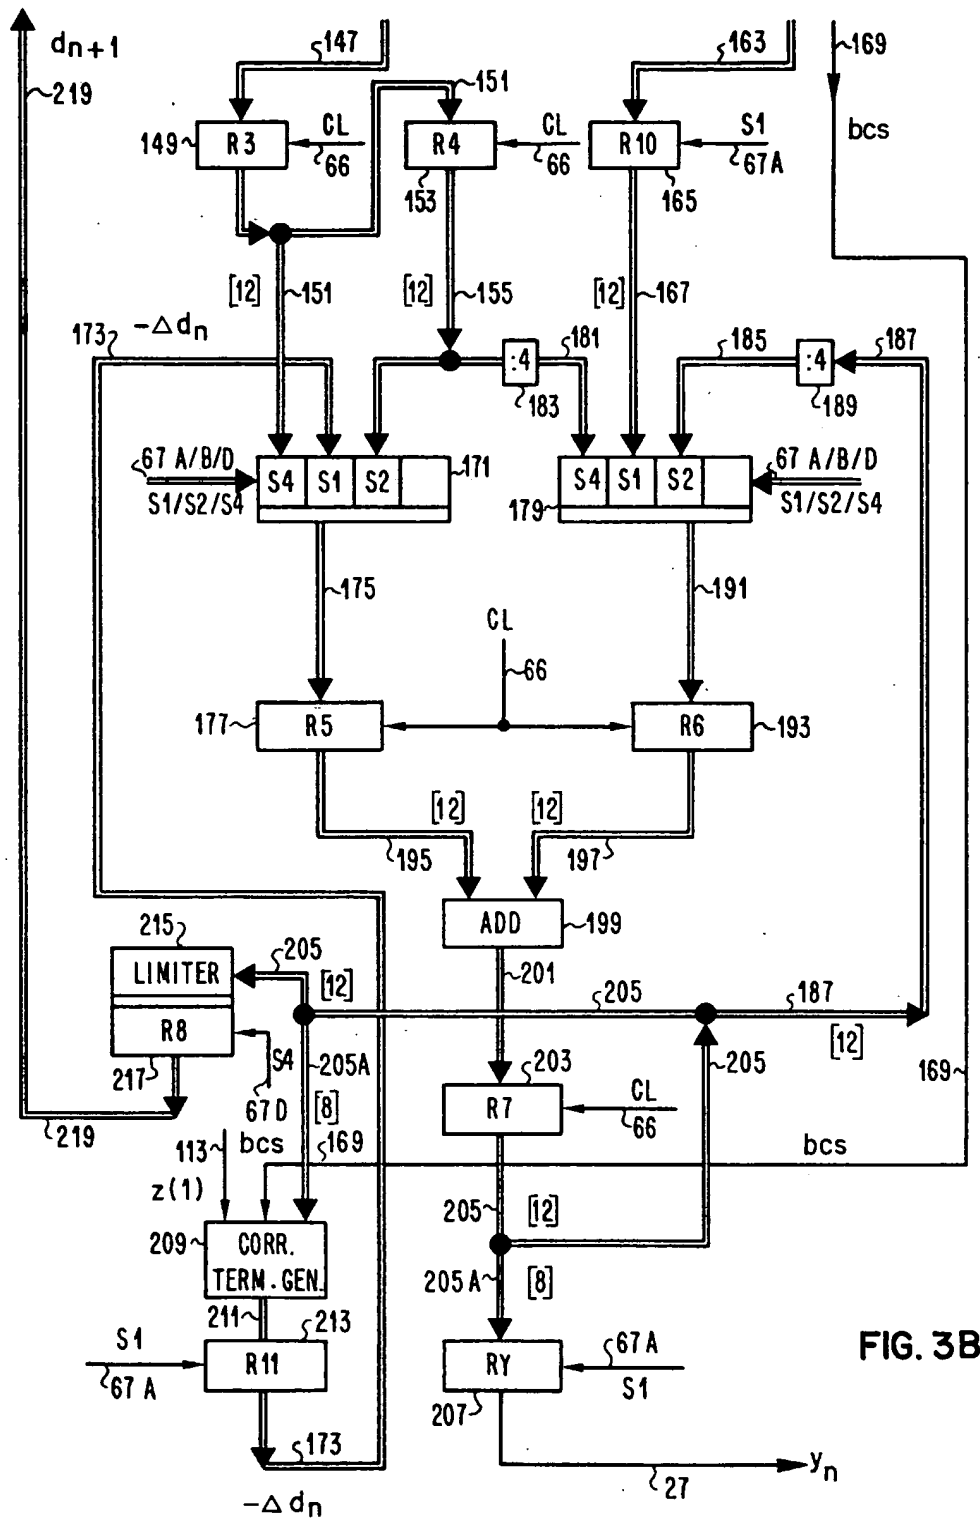 d n+1
219
147
151
163
169
bcs
149
R3
CL
66
R4
153
CL
66
R10
S1
67A
165
[12]
151
[12]
155
[12]
167
173
-Δ d n
:4
181
183
185
:4
187
189
67 A/B/D
S1/S2/S4
S4 S1 S2
171
S4 S1 S2
179
67 A/B/D
S1/S2/S4
175
191
CL
66
177
R5
R6
193
[12]
[12]
195
197
ADD
199
215
LIMITER
205
[12]
201
205
187
[12]
R8
217
S4
67D
205A
[8]
203
R7
CL
66
205
169
219
113
bcs
169
bcs
z(1)
209
CORR.
TERM.GEN.
205
[12]
205A
[8]
211
213
S1
67A
R11
RY
67A
S1
207
FIG. 3B
173
-Δ d n
27
y n